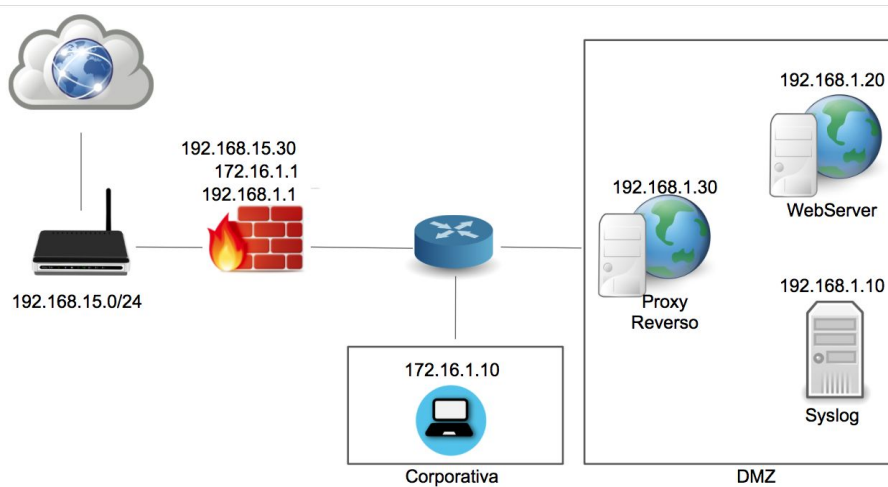 192.168.15.30
172.16.1.1
192.168.1.1
192.168.15.0/24
172.16.1.10
Corporativa
192.168.1.20
WebServer
192.168.1.30
Proxy
Reverso
192.168.1.10
Syslog
DMZ